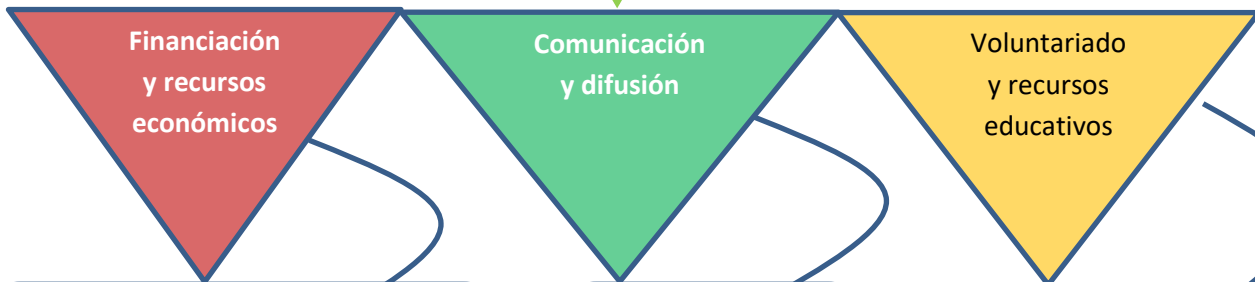 Financiación
y recursos
económicos
Comunicación
y difusión
Voluntariado
y recursos
educativos